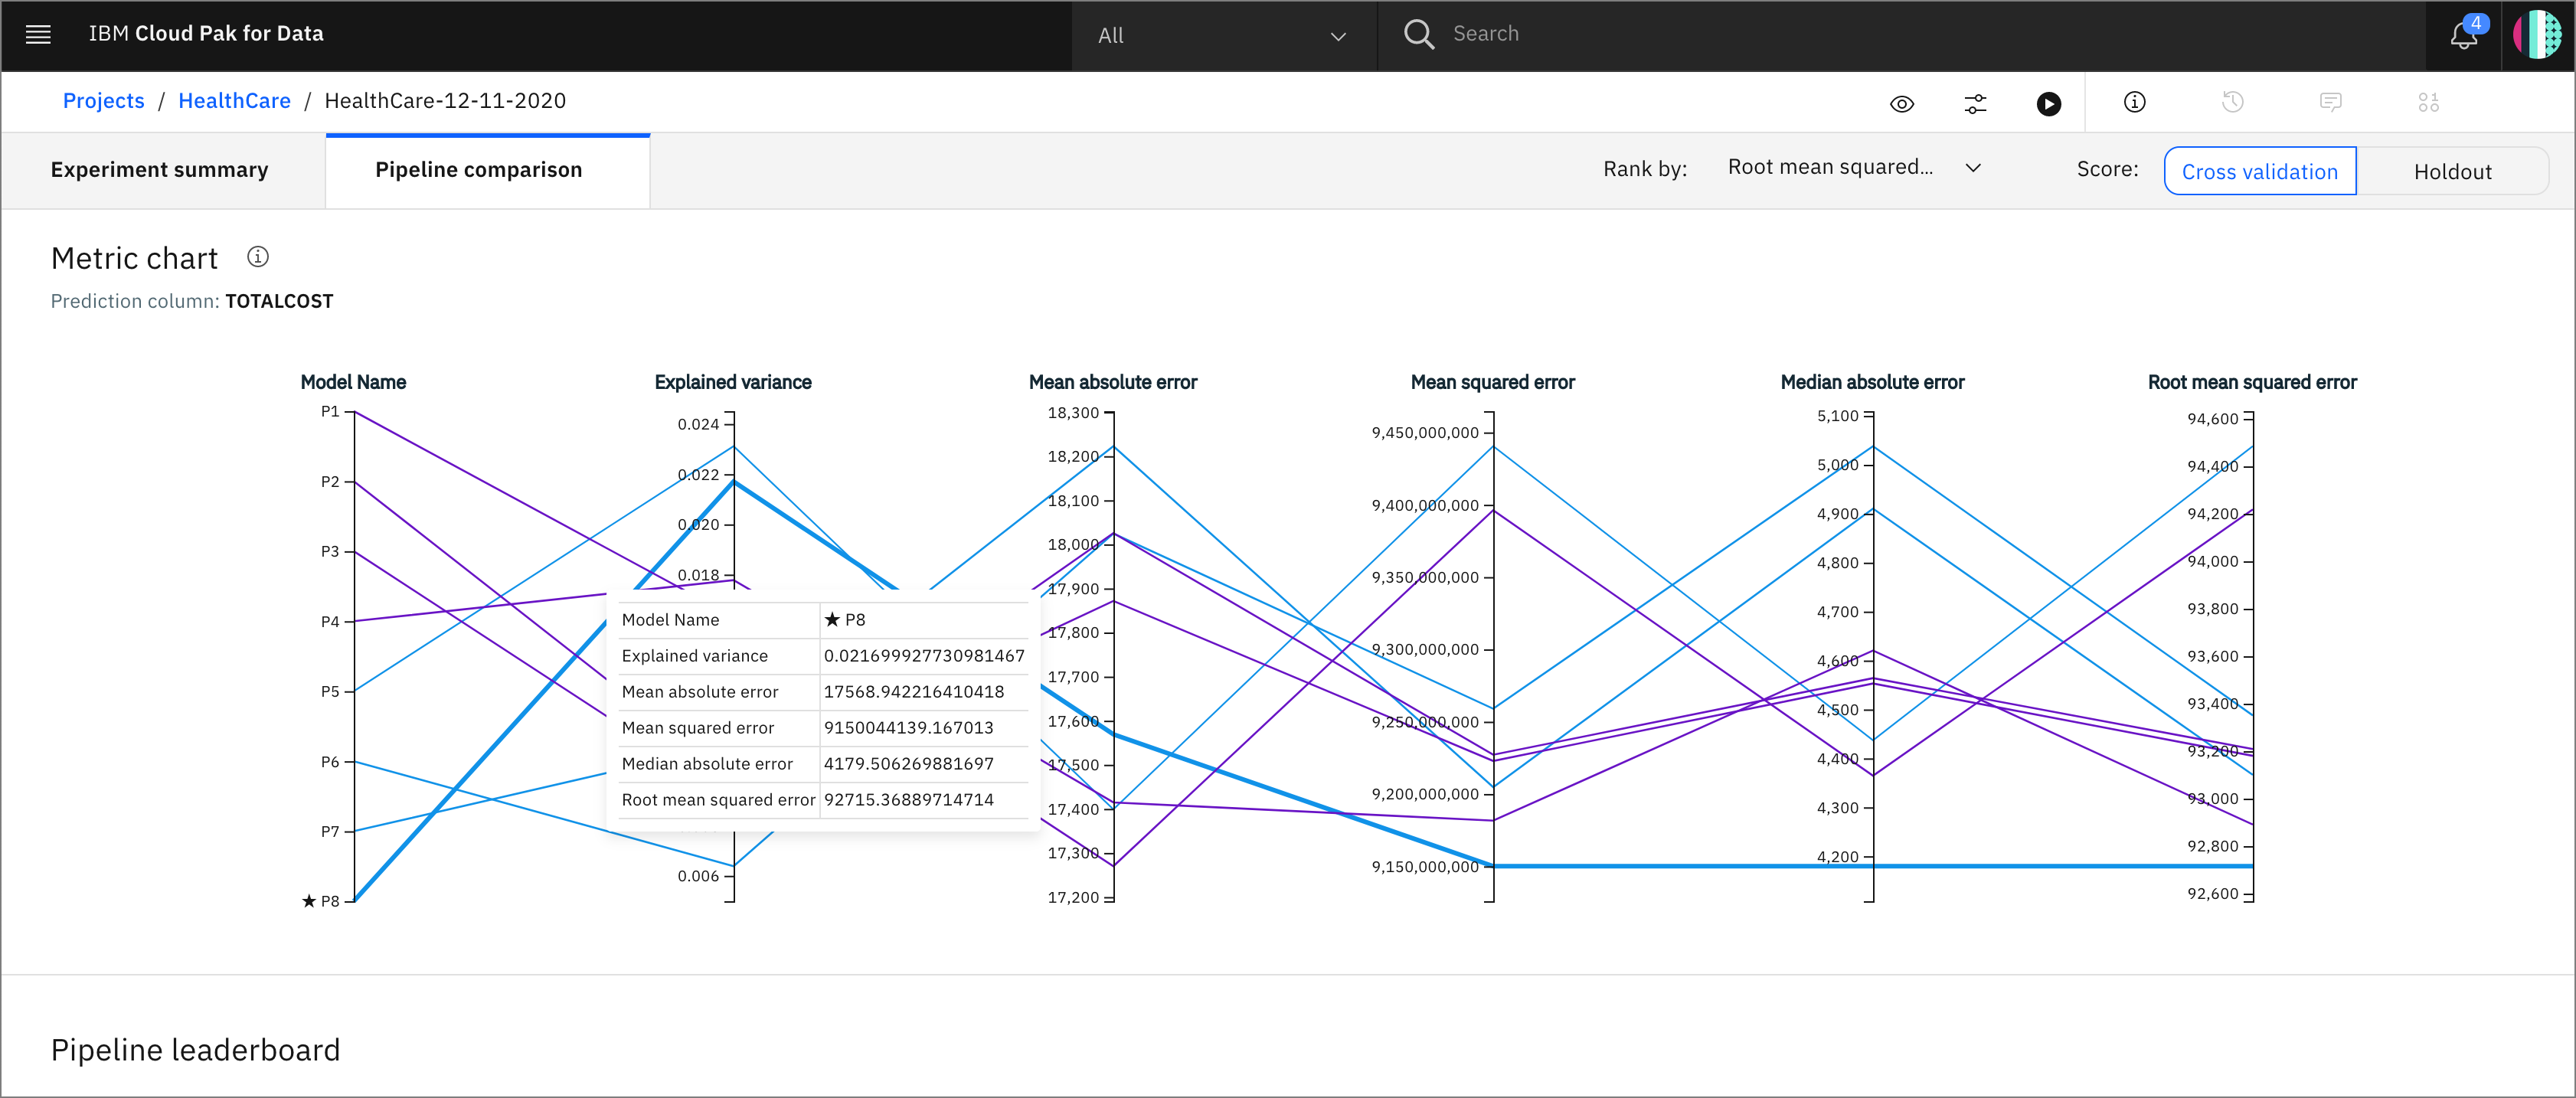 IBM Cloud Pak for Data
All
Search
4
Projects / HealthCare / HealthCare-12-11-2020
Experiment summary
Pipeline comparison
Rank by:
Root mean squared...
Score:
Cross validation
Holdout
Metric chart
Prediction column: TOTALCOST
Model Name
P1
P2
P3
P4
P5
P6
P7
★ P8
Explained variance
0.024
0.022
0.020
0.018
0.006
Mean absolute error
18,300
18,200
18,100
18,000
17,900
17,800
17,700
17,600
17,500
17,400
17,300
17,200
Mean squared error
9,450,000,000
9,400,000,000
9,350,000,000
9,300,000,000
9,250,000,000
9,200,000,000
9,150,000,000
Median absolute error
5,100
5,000
4,900
4,800
4,700
4,600
4,500
4,400
4,300
4,200
Root mean squared error
94,600
94,400
94,200
94,000
93,800
93,600
93,400
93,200
93,000
92,800
92,600
Model Name ★ P8
Explained variance 0.021699927730981467
Mean absolute error 17568.942216410418
Mean squared error 9150044139.167013
Median absolute error 4179.506269881697
Root mean squared error 92715.36889714714
Pipeline leaderboard